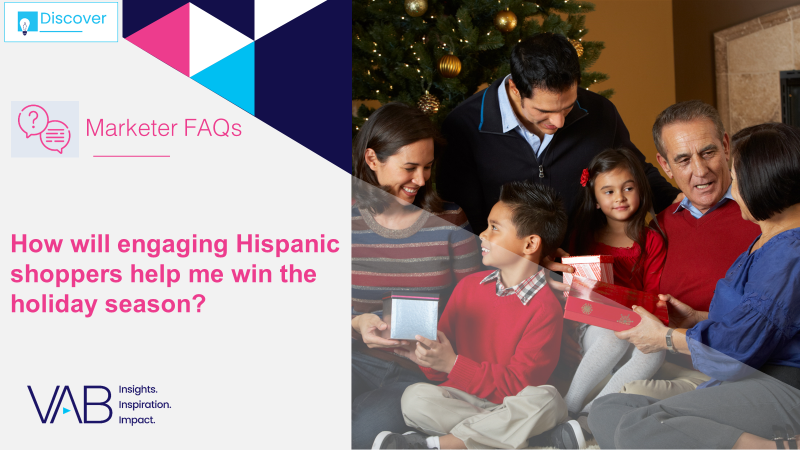 Discover
?
Marketer FAQs
How will engaging Hispanic
shoppers help me win the
holiday season?
VAB
Insights.
Inspiration.
Impact.